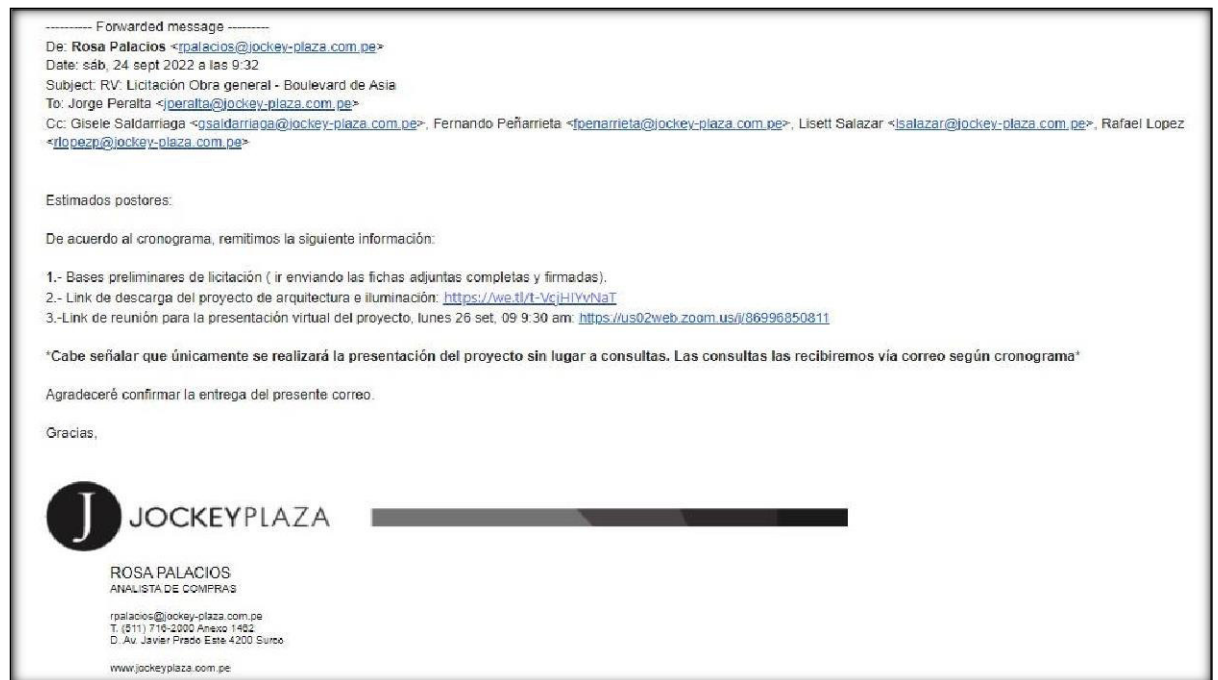 ---------- Forwarded message ---------
De: Rosa Palacios <rpalacios@jockey-plaza.com.pe>
Date: sáb, 24 sept 2022 a las 9:32
Subject: RV: Licitación Obra general - Boulevard de Asia
To: Jorge Peralta <jperalta@jockey-plaza.com.pe>
Cc: Gisele Saldarriaga <gsaldarriaga@jockey-plaza.com.pe>, Fernando Peñarrieta <fpenarrieta@jockey-plaza.com.pe>, Lisett Salazar <lsalazar@jockey-plaza.com.pe>, Rafael Lopez
<rlopezp@jockey-plaza.com.pe>
Estimados postores:
De acuerdo al cronograma, remitimos la siguiente información:
1.- Bases preliminares de licitación ( ir enviando las fichas adjuntas completas y firmadas).
2.- Link de descarga del proyecto de arquitectura e iluminación: https://we.tl/t-VcjHIYvNaT
3.-Link de reunión para la presentación virtual del proyecto, lunes 26 set, 09 9:30 am: https://us02web.zoom.us/j/86996850811
*Cabe señalar que únicamente se realizará la presentación del proyecto sin lugar a consultas. Las consultas las recibiremos vía correo según cronograma*
Agradeceré confirmar la entrega del presente correo.
Gracias,
J JOCKEYPLAZA
ROSA PALACIOS
ANALISTA DE COMPRAS
rpalacios@jockey-plaza.com.pe
T. (511) 716-2000 Anexo 1462
D. Av. Javier Prado Este 4200 Surco
www.jockeyplaza.com.pe